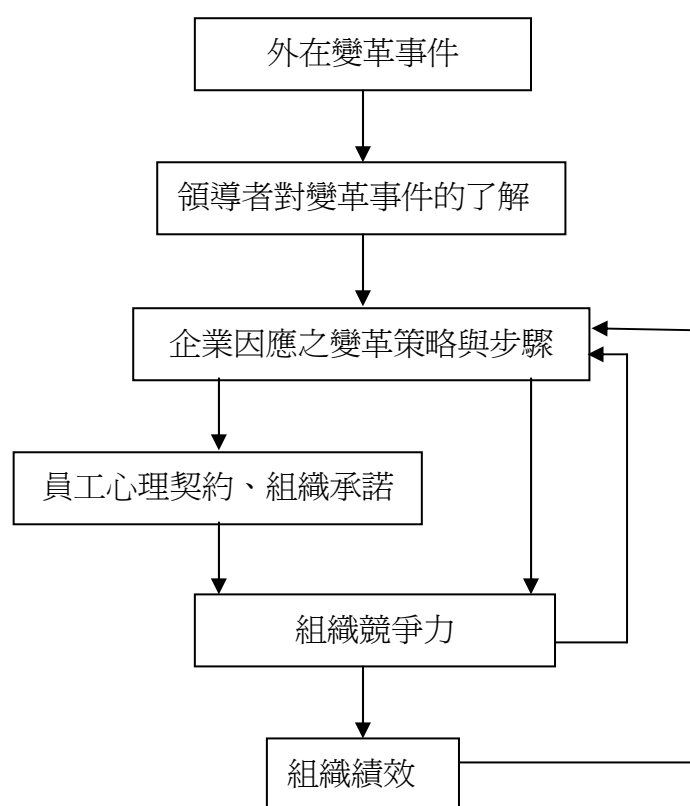 外在變革事件
領導者對變革事件的了解
企業因應之變革策略與步驟
員工心理契約、組織承諾
組織競爭力
組織績效